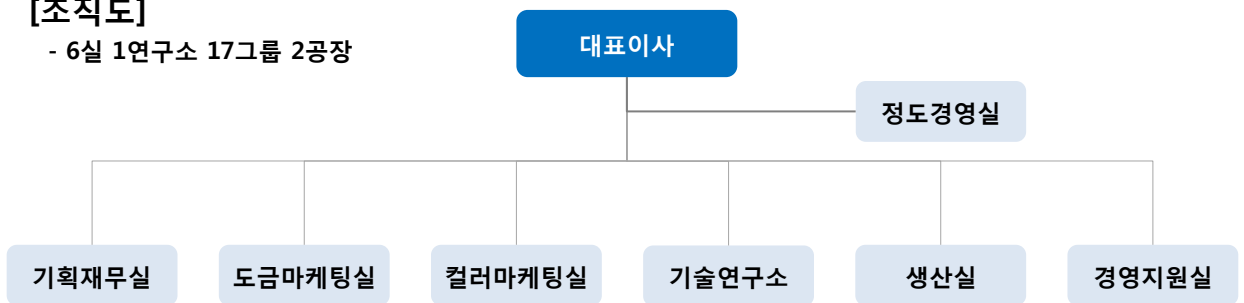 [조직도]
- 6실 1연구소 17그룹 2공장
대표이사
정도경영실
기획재무실
도금마케팅실
컬러마케팅실
기술연구소
생산실
경영지원실